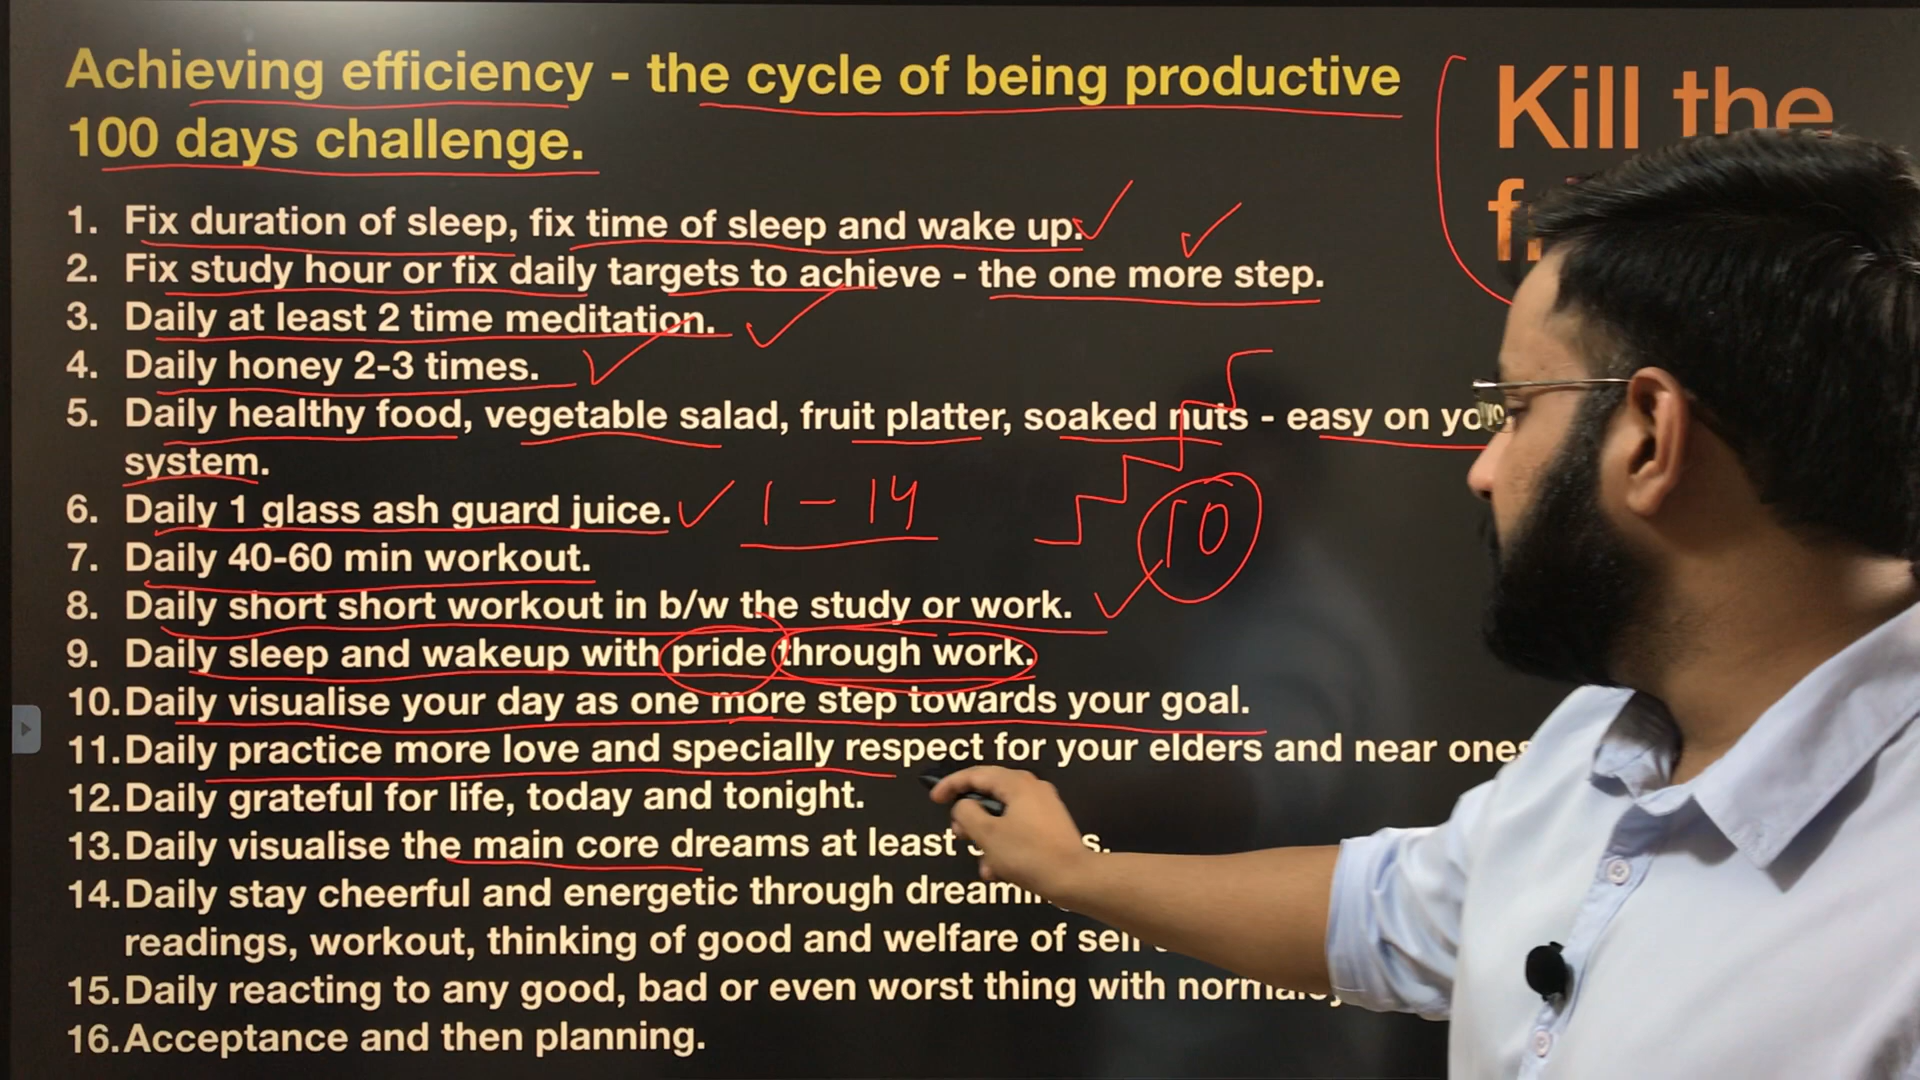 Achieving efficiency - the cycle of being productive
100 days challenge.
Kill the
1. Fix duration of sleep, fix time of sleep and wake up.
2. Fix study hour or fix daily targets to achieve - the one more step.
3. Daily at least 2 time meditation.
4. Daily honey 2-3 times.
5. Daily healthy food, vegetable salad, fruit platter, soaked nuts - easy on
system.
6. Daily 1 glass ash guard juice.
1 - 14
10
7. Daily 40-60 min workout.
8. Daily short short workout in b/w the study or work.
9. Daily sleep and wakeup with pride through work.
10. Daily visualise your day as one more step towards your goal.
11. Daily practice more love and specially respect for your elders and near ones
12. Daily grateful for life, today and tonight.
13. Daily visualise the main core dreams at least
14. Daily stay cheerful and energetic through
readings, workout, thinking of good and welfare of
15. Daily reacting to any good, bad or even worst thing with
16. Acceptance and then planning.